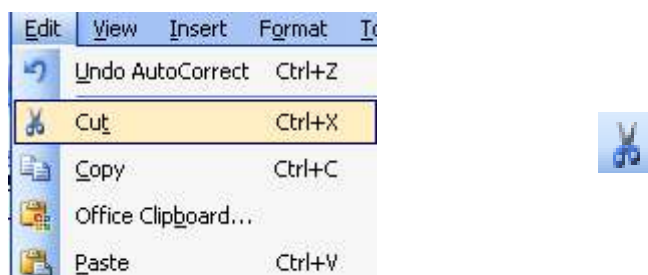 Edit View Insert Format
Undo AutoCorrect Ctrl+Z
Cut Ctrl+X
Copy Ctrl+C
Office Clipboard...
Paste Ctrl+V